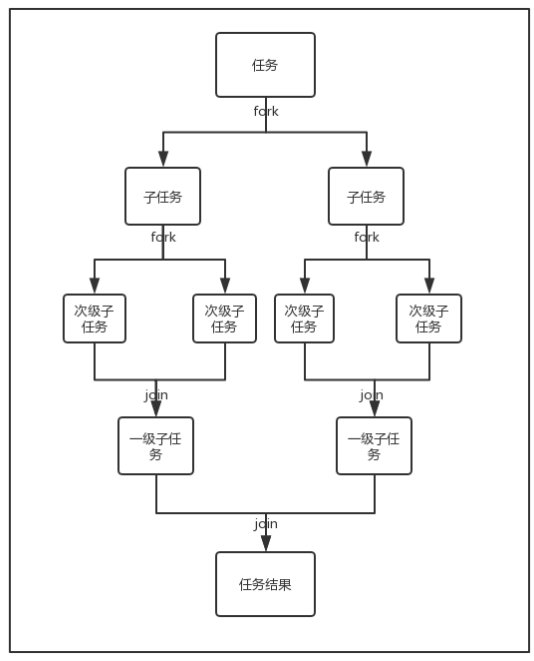 任务
fork
子任务
子任务
fork
fork
次级子
任务
次级子
任务
次级子
任务
次级子
任务
join
join
一级子任
务
一级子任
务
join
任务结果